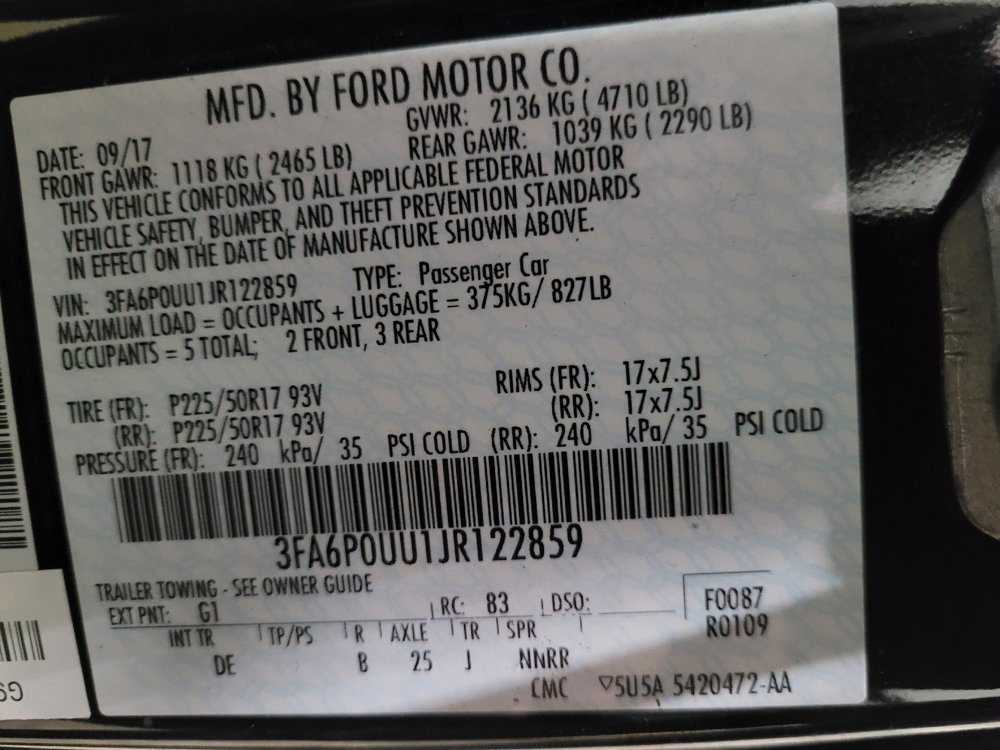 MFD. BY FORD MOTOR CO.
DATE: 09/17 GVWR: 2136 KG ( 4710 LB)
FRONT GAWR: 1118 KG ( 2465 LB) REAR GAWR: 1039 KG ( 2290 LB)
THIS VEHICLE CONFORMS TO ALL APPLICABLE FEDERAL MOTOR
VEHICLE SAFETY, BUMPER, AND THEFT PREVENTION STANDARDS
IN EFFECT ON THE DATE OF MANUFACTURE SHOWN ABOVE.
VIN: 3FA6P0UU1JR122859 TYPE: Passenger Car
MAXIMUM LOAD = OCCUPANTS + LUGGAGE = 375KG/ 827LB
OCCUPANTS = 5 TOTAL; 2 FRONT, 3 REAR
TIRE (FR): P225/50R17 93V RIMS (FR): 17x7.5J
(RR): P225/50R17 93V (RR): 17x7.5J
PRESSURE (FR): 240 kPa/ 35 PSI COLD (RR): 240 kPa/ 35 PSI COLD
3FA6P0UU1JR122859
TRAILER TOWING - SEE OWNER GUIDE
EXT PNT: G1 RC: 83 DSO: F0087
INT TR TP/PS R AXLE TR SPR R0109
DE B 25 J NNRR
CMC ▽5U5A 5420472-AA